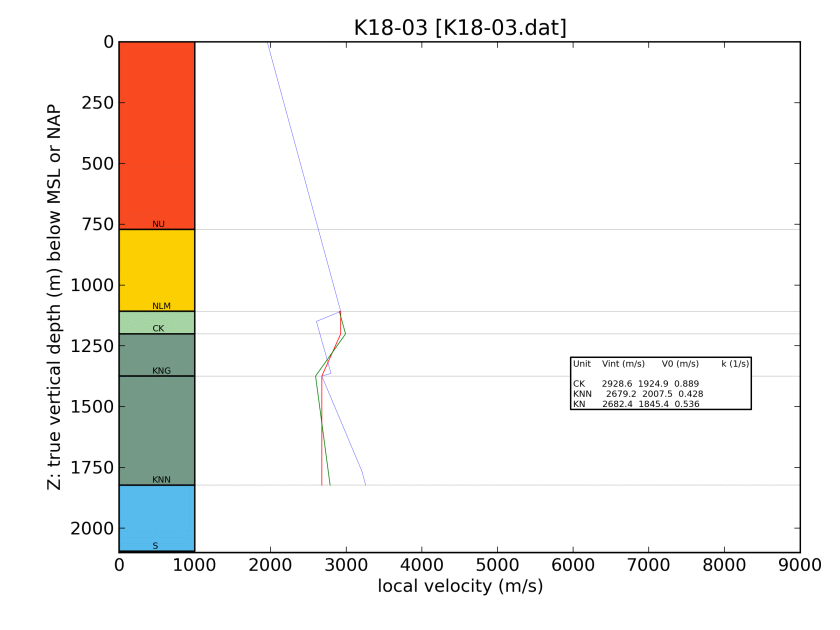 K18-03 [K18-03.dat]
0
250
500
750
1000
1250
1500
1750
2000
Z: true vertical depth (m) below MSL or NAP
NU
NLM
CK
KNG
KNN
S
Unit Vint (m/s) V0 (m/s) k (1/s)
CK 2928.6 1924.9 0.889
KNN 2679.2 2007.5 0.428
KN 2682.4 1845.4 0.536
0 1000 2000 3000 4000 5000 6000 7000 8000 9000
local velocity (m/s)